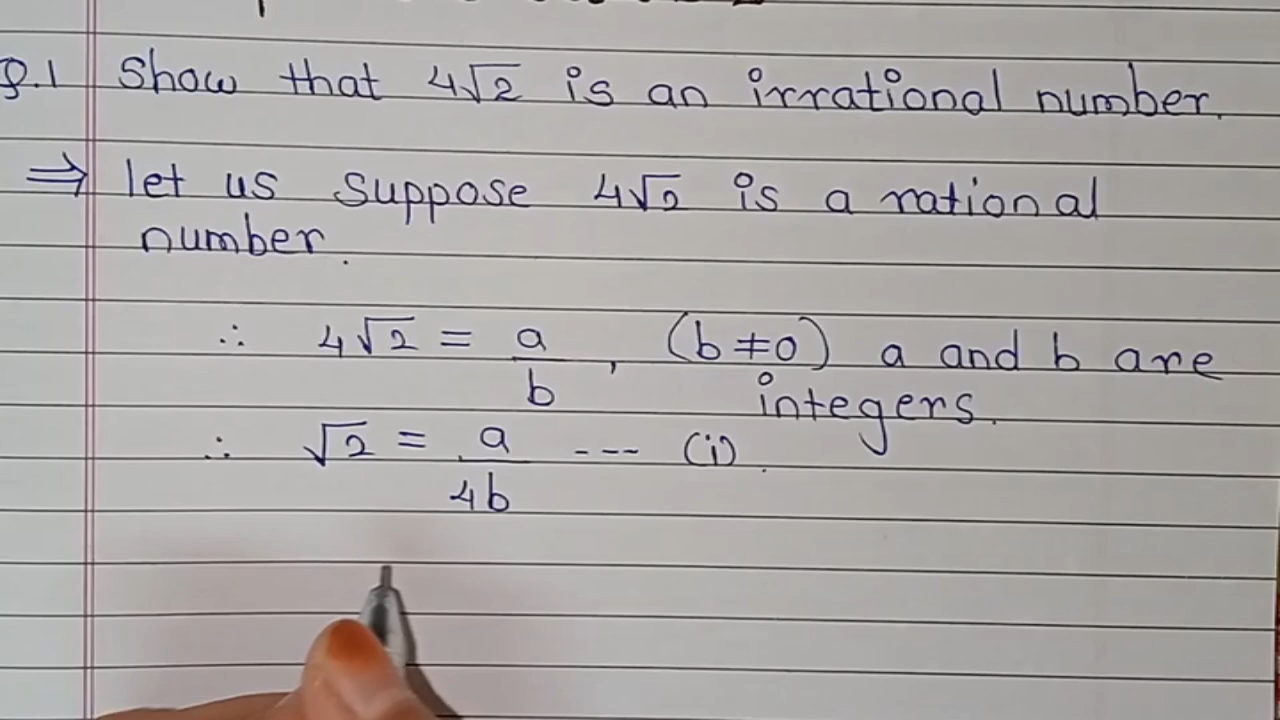 Q.1 Show that 4√2 is an irrational number.
⇒ let us suppose 4√2 is a rational
number.
∴ 4√2 = a/b, (b≠0) a and b are
integers.
∴ √2 = a/4b --- (i).